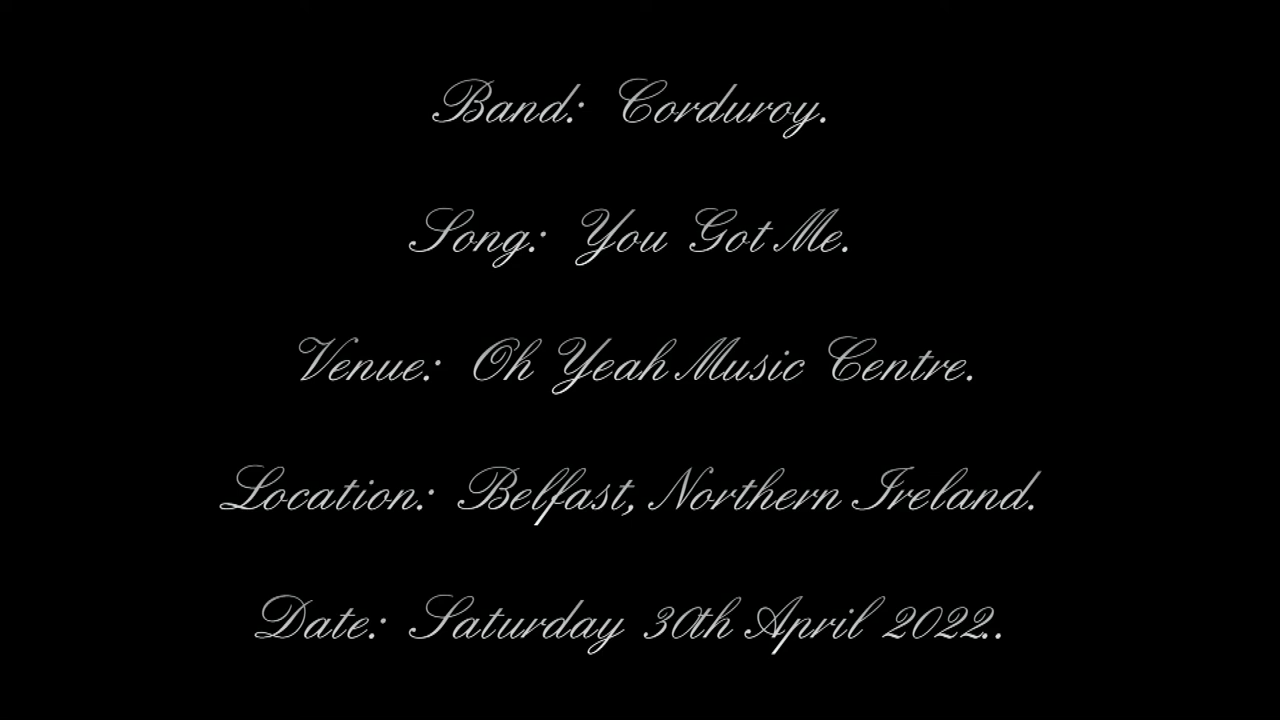 Band: Corduroy.
Song: You Got Me.
Venue: Oh Yeah Music Centre.
Location: Belfast, Northern Ireland.
Date: Saturday 30th April 2022..